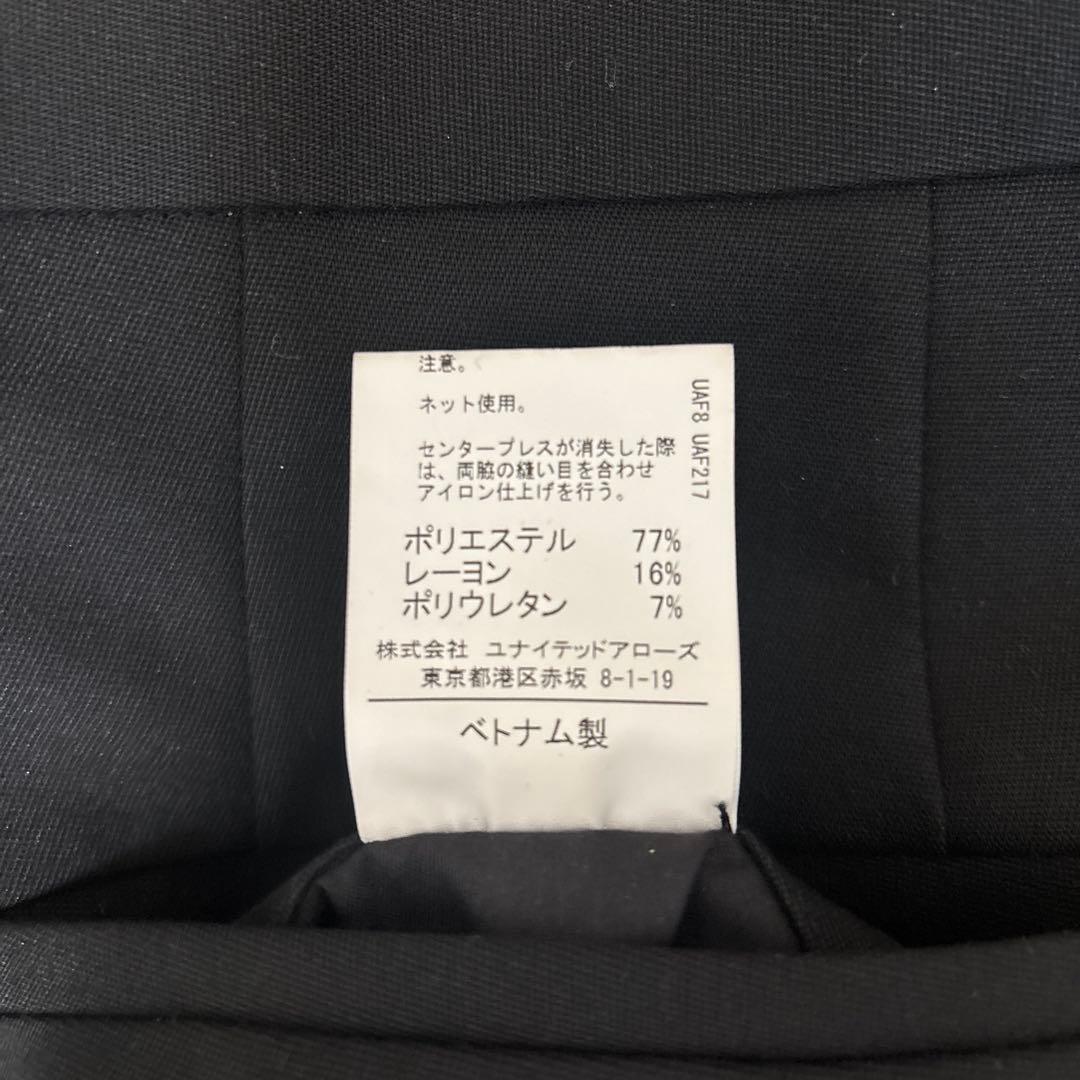 注意。
ネット使用。
センタープレスが消失した際
は、両脇の縫い目を合わせ
アイロン仕上げを行う。
UAF8 UAF217
ポリエステル 77%
レーヨン 16%
ポリウレタン 7%
株式会社 ユナイテッドアローズ
東京都港区赤坂 8-1-19
ベトナム製